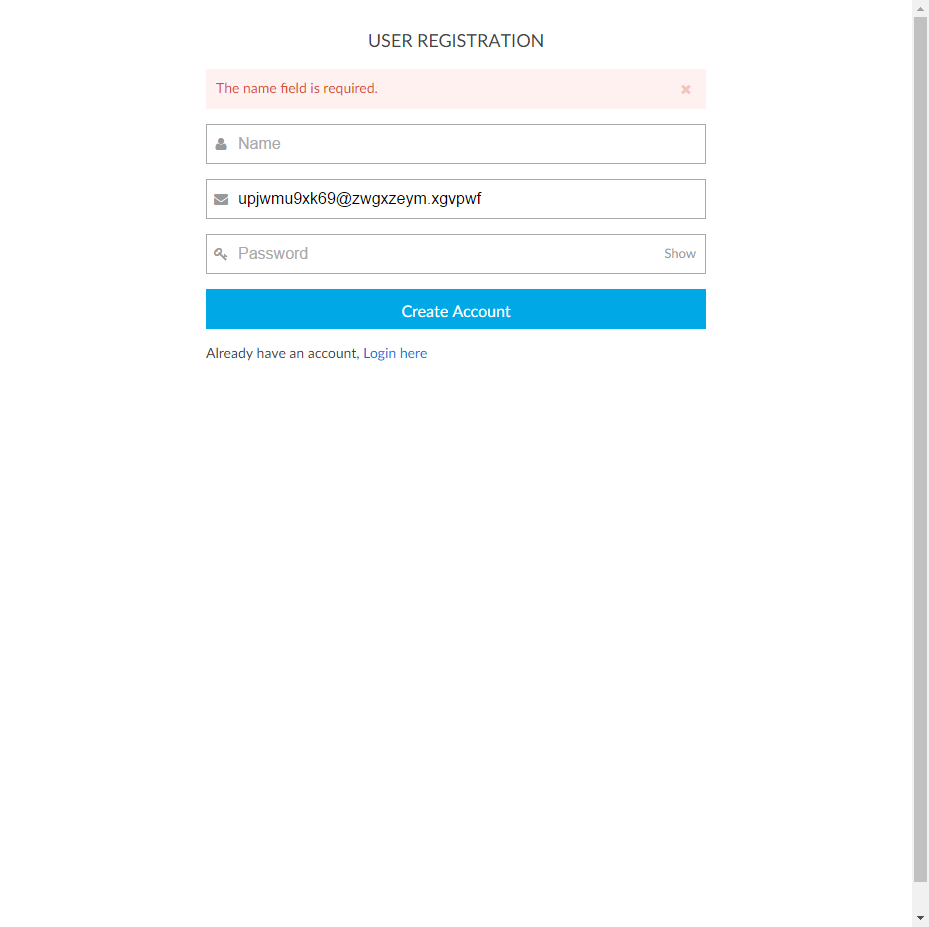 USER REGISTRATION
The name field is required.
Name
upjwmu9xk69@zwgxzeym.xgvpwf
Password Show
Create Account
Already have an account, Login here